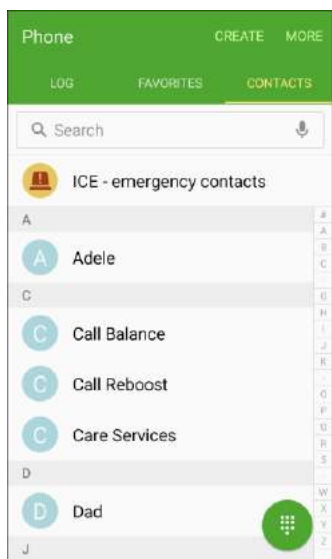 Phone
CREATE
MORE
LOG
FAVORITES
CONTACTS
Search
ICE - emergency contacts
A
A
Adele
C
C
Call Balance
C
Call Reboost
C
Care Services
D
D
Dad
J
#
A
B
C
G
H
I
J
K
O
P
Q
R
S
W
X
Y
Z